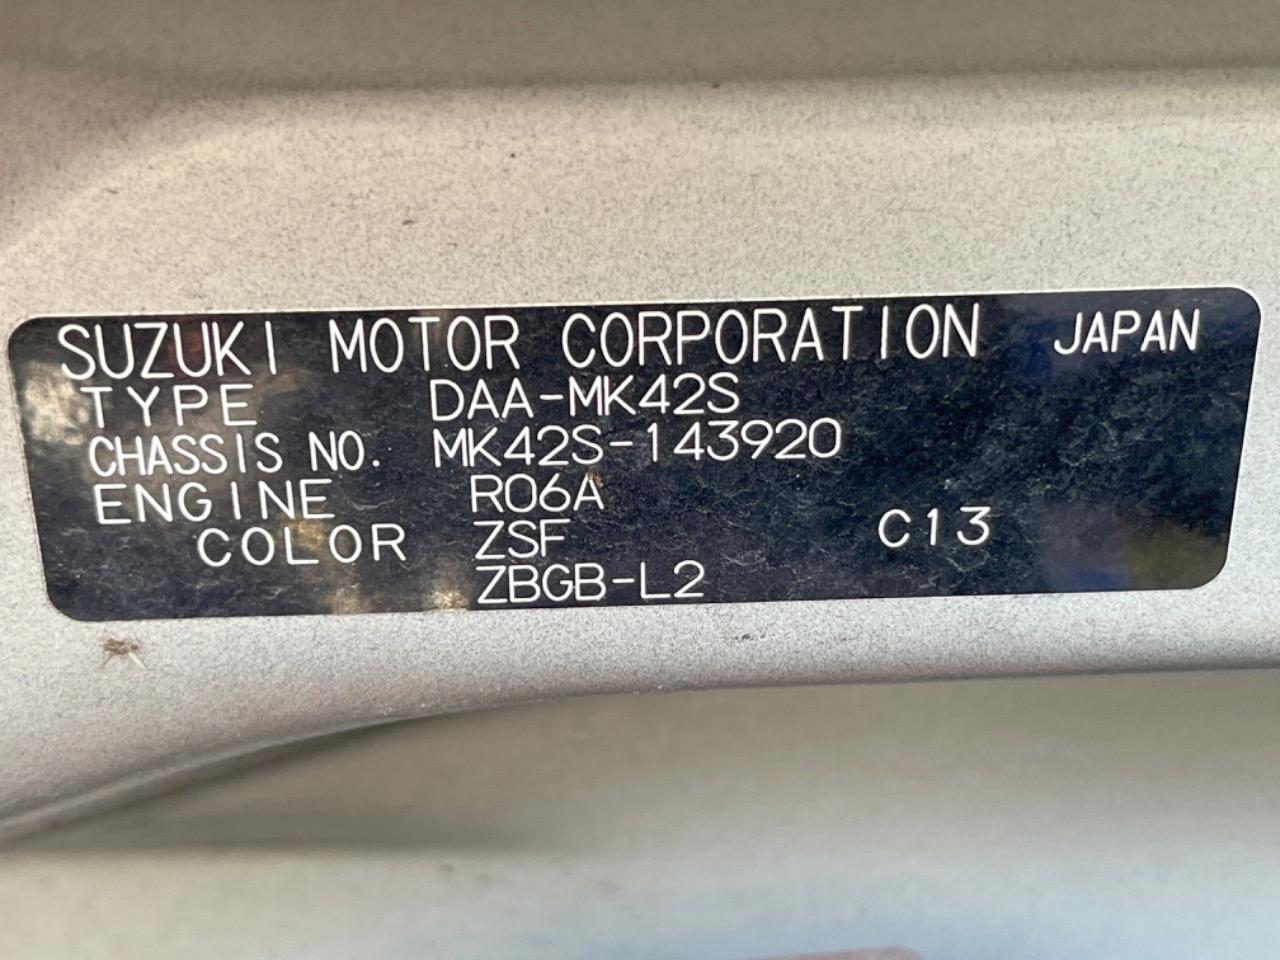 SUZUKI MOTOR CORPORATION JAPAN
TYPE DAA-MK42S
CHASSIS NO. MK42S-143920
ENGINE R06A
COLOR ZSF C13
ZBGB-L2